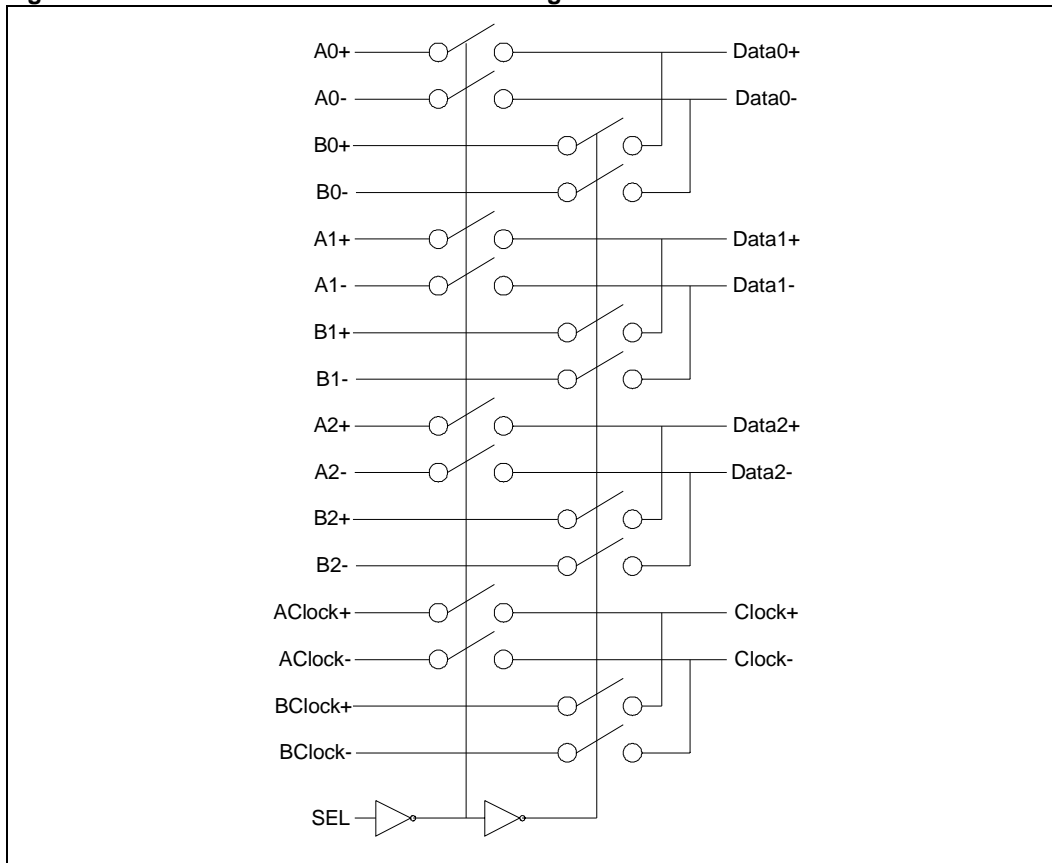 A0+ Data0+
A0- Data0-
B0+
B0-
A1+ Data1+
A1- Data1-
B1+
B1-
A2+ Data2+
A2- Data2-
B2+
B2-
AClock+ Clock+
AClock- Clock-
BClock+
BClock-
SEL